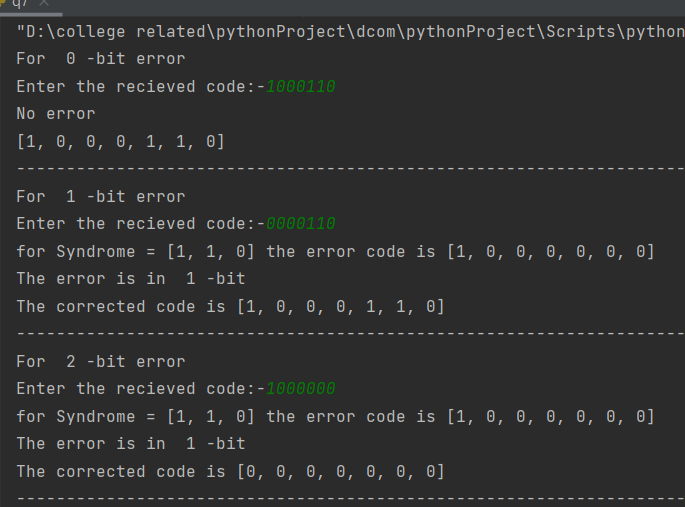 q7
"D:\college related\pythonProject\dcom\pythonProject\Scripts\python
For  0 -bit error
Enter the recieved code:-1000110
No error
[1, 0, 0, 0, 1, 1, 0]
--------------------------------------------------------------------
For  1 -bit error
Enter the recieved code:-0000110
for Syndrome = [1, 1, 0] the error code is [1, 0, 0, 0, 0, 0, 0]
The error is in  1 -bit
The corrected code is [1, 0, 0, 0, 1, 1, 0]
--------------------------------------------------------------------
For  2 -bit error
Enter the recieved code:-1000000
for Syndrome = [1, 1, 0] the error code is [1, 0, 0, 0, 0, 0, 0]
The error is in  1 -bit
The corrected code is [0, 0, 0, 0, 0, 0, 0]
--------------------------------------------------------------------